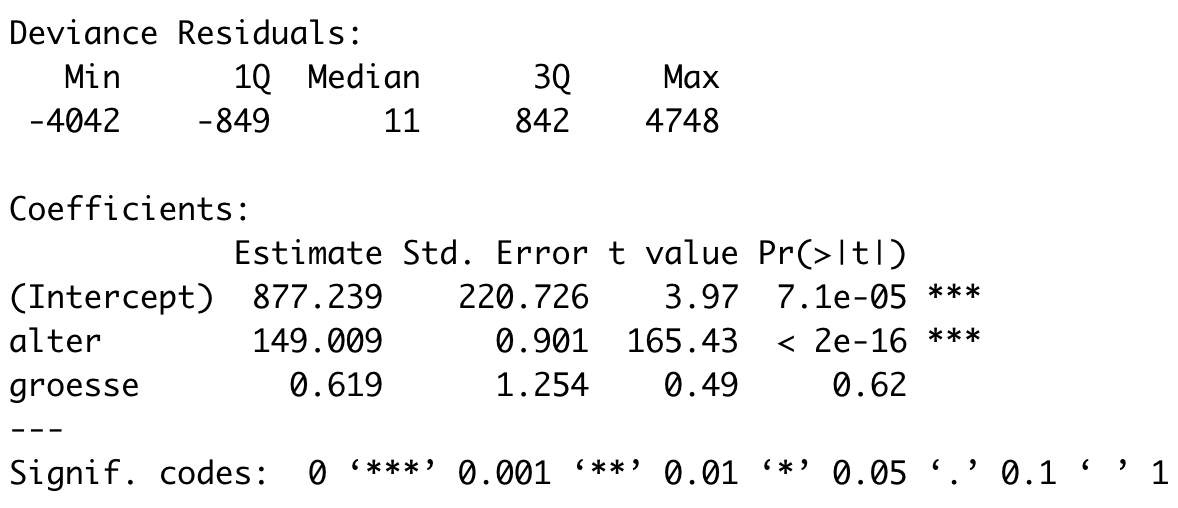 Deviance Residuals:
   Min      1Q  Median      3Q     Max
 -4042    -849      11     842    4748

Coefficients:
            Estimate Std. Error t value Pr(>|t|)
(Intercept)  877.239    220.726    3.97  7.1e-05 ***
alter        149.009      0.901  165.43  < 2e-16 ***
groesse        0.619      1.254    0.49     0.62
---
Signif. codes:  0 ‘***’ 0.001 ‘**’ 0.01 ‘*’ 0.05 ‘.’ 0.1 ‘ ’ 1